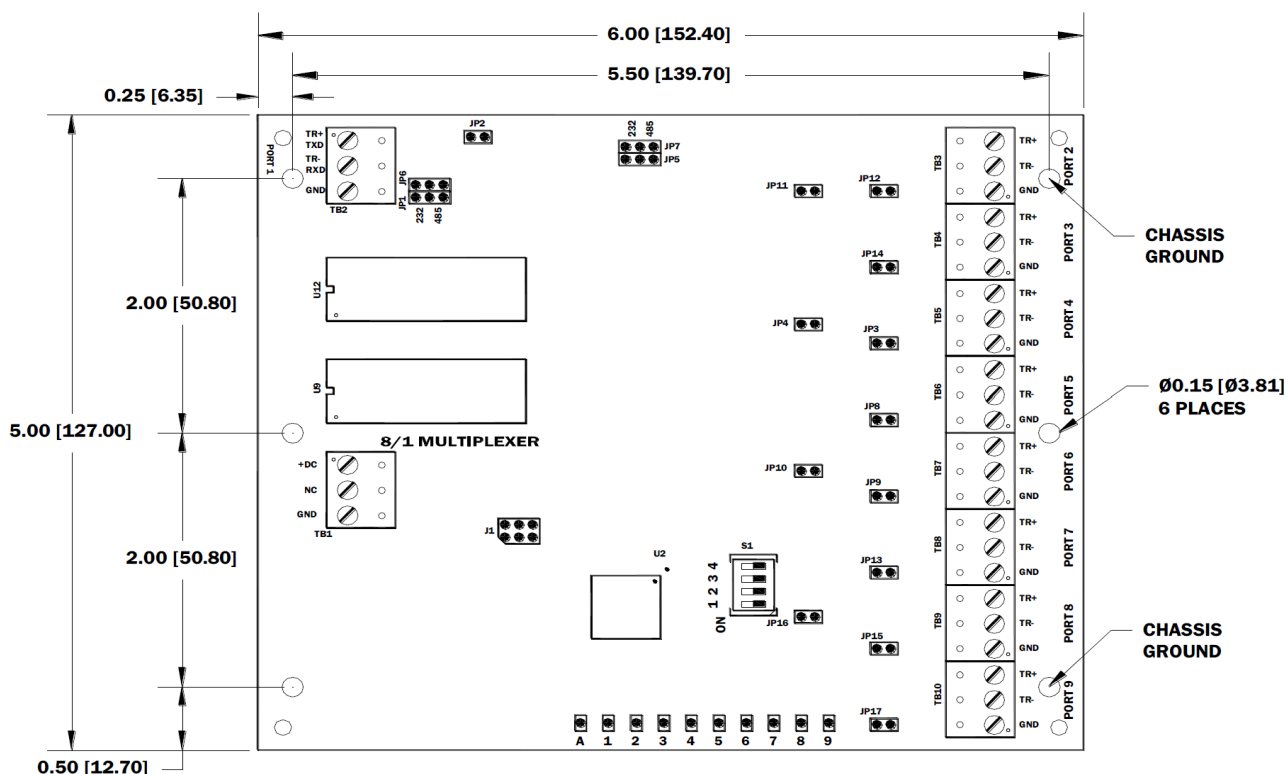 6.00 [152.40]
5.50 [139.70]
0.25 [6.35]
JP2
232 485
JP7
JP5
TR+
TXD
TR-
RXD
GND
TB2
PORT 1
JP6
JP1
232 485
JP11
JP12
TB3
TR+
TR-
GND
PORT 2
TB4
TR+
TR-
GND
PORT 3
CHASSIS
GROUND
JP14
2.00 [50.80]
U12
TB5
TR+
TR-
GND
PORT 4
JP4
JP3
U9
TB6
TR+
TR-
GND
PORT 5
Ø0.15 [Ø3.81]
6 PLACES
JP8
5.00 [127.00]
8/1 MULTIPLEXER
+DC
NC
GND
TB1
JP10
TB7
TR+
TR-
GND
PORT 6
JP9
J1
2.00 [50.80]
U2
S1
1 2 3 4
ON
TB8
TR+
TR-
GND
PORT 7
JP13
JP16
TB9
TR+
TR-
GND
PORT 8
JP15
CHASSIS
GROUND
TB10
TR+
TR-
GND
PORT 9
JP17
A 1 2 3 4 5 6 7 8 9
0.50 [12.70]